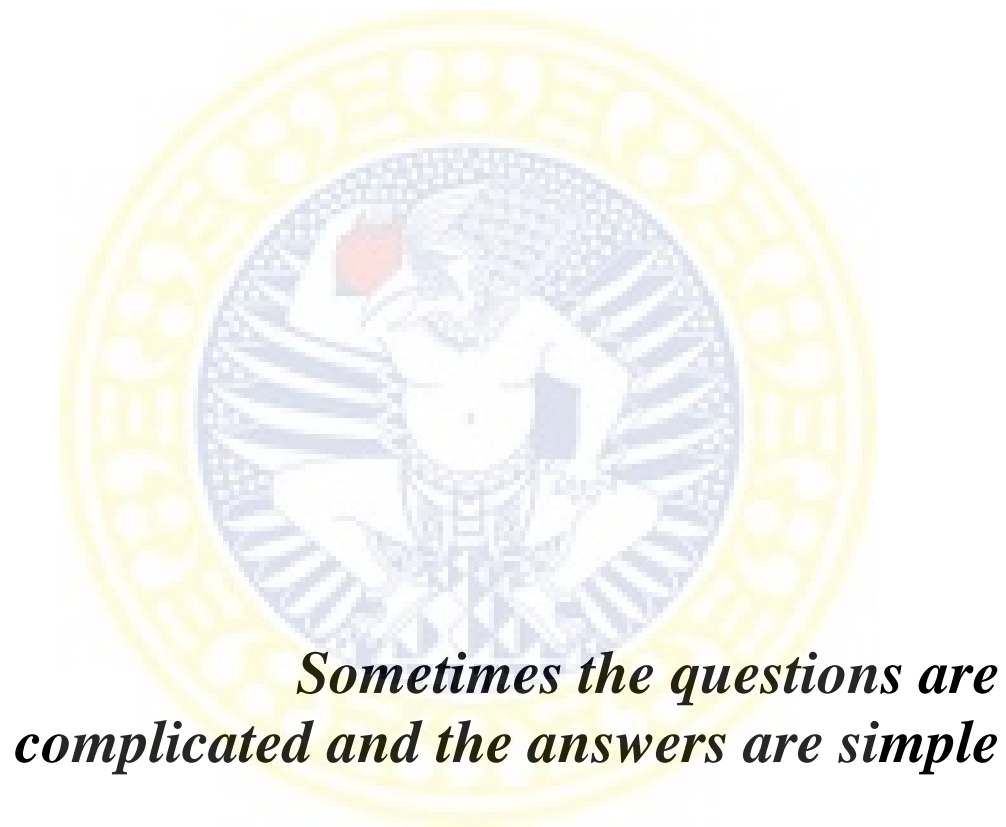 Sometimes the questions are
complicated and the answers are simple